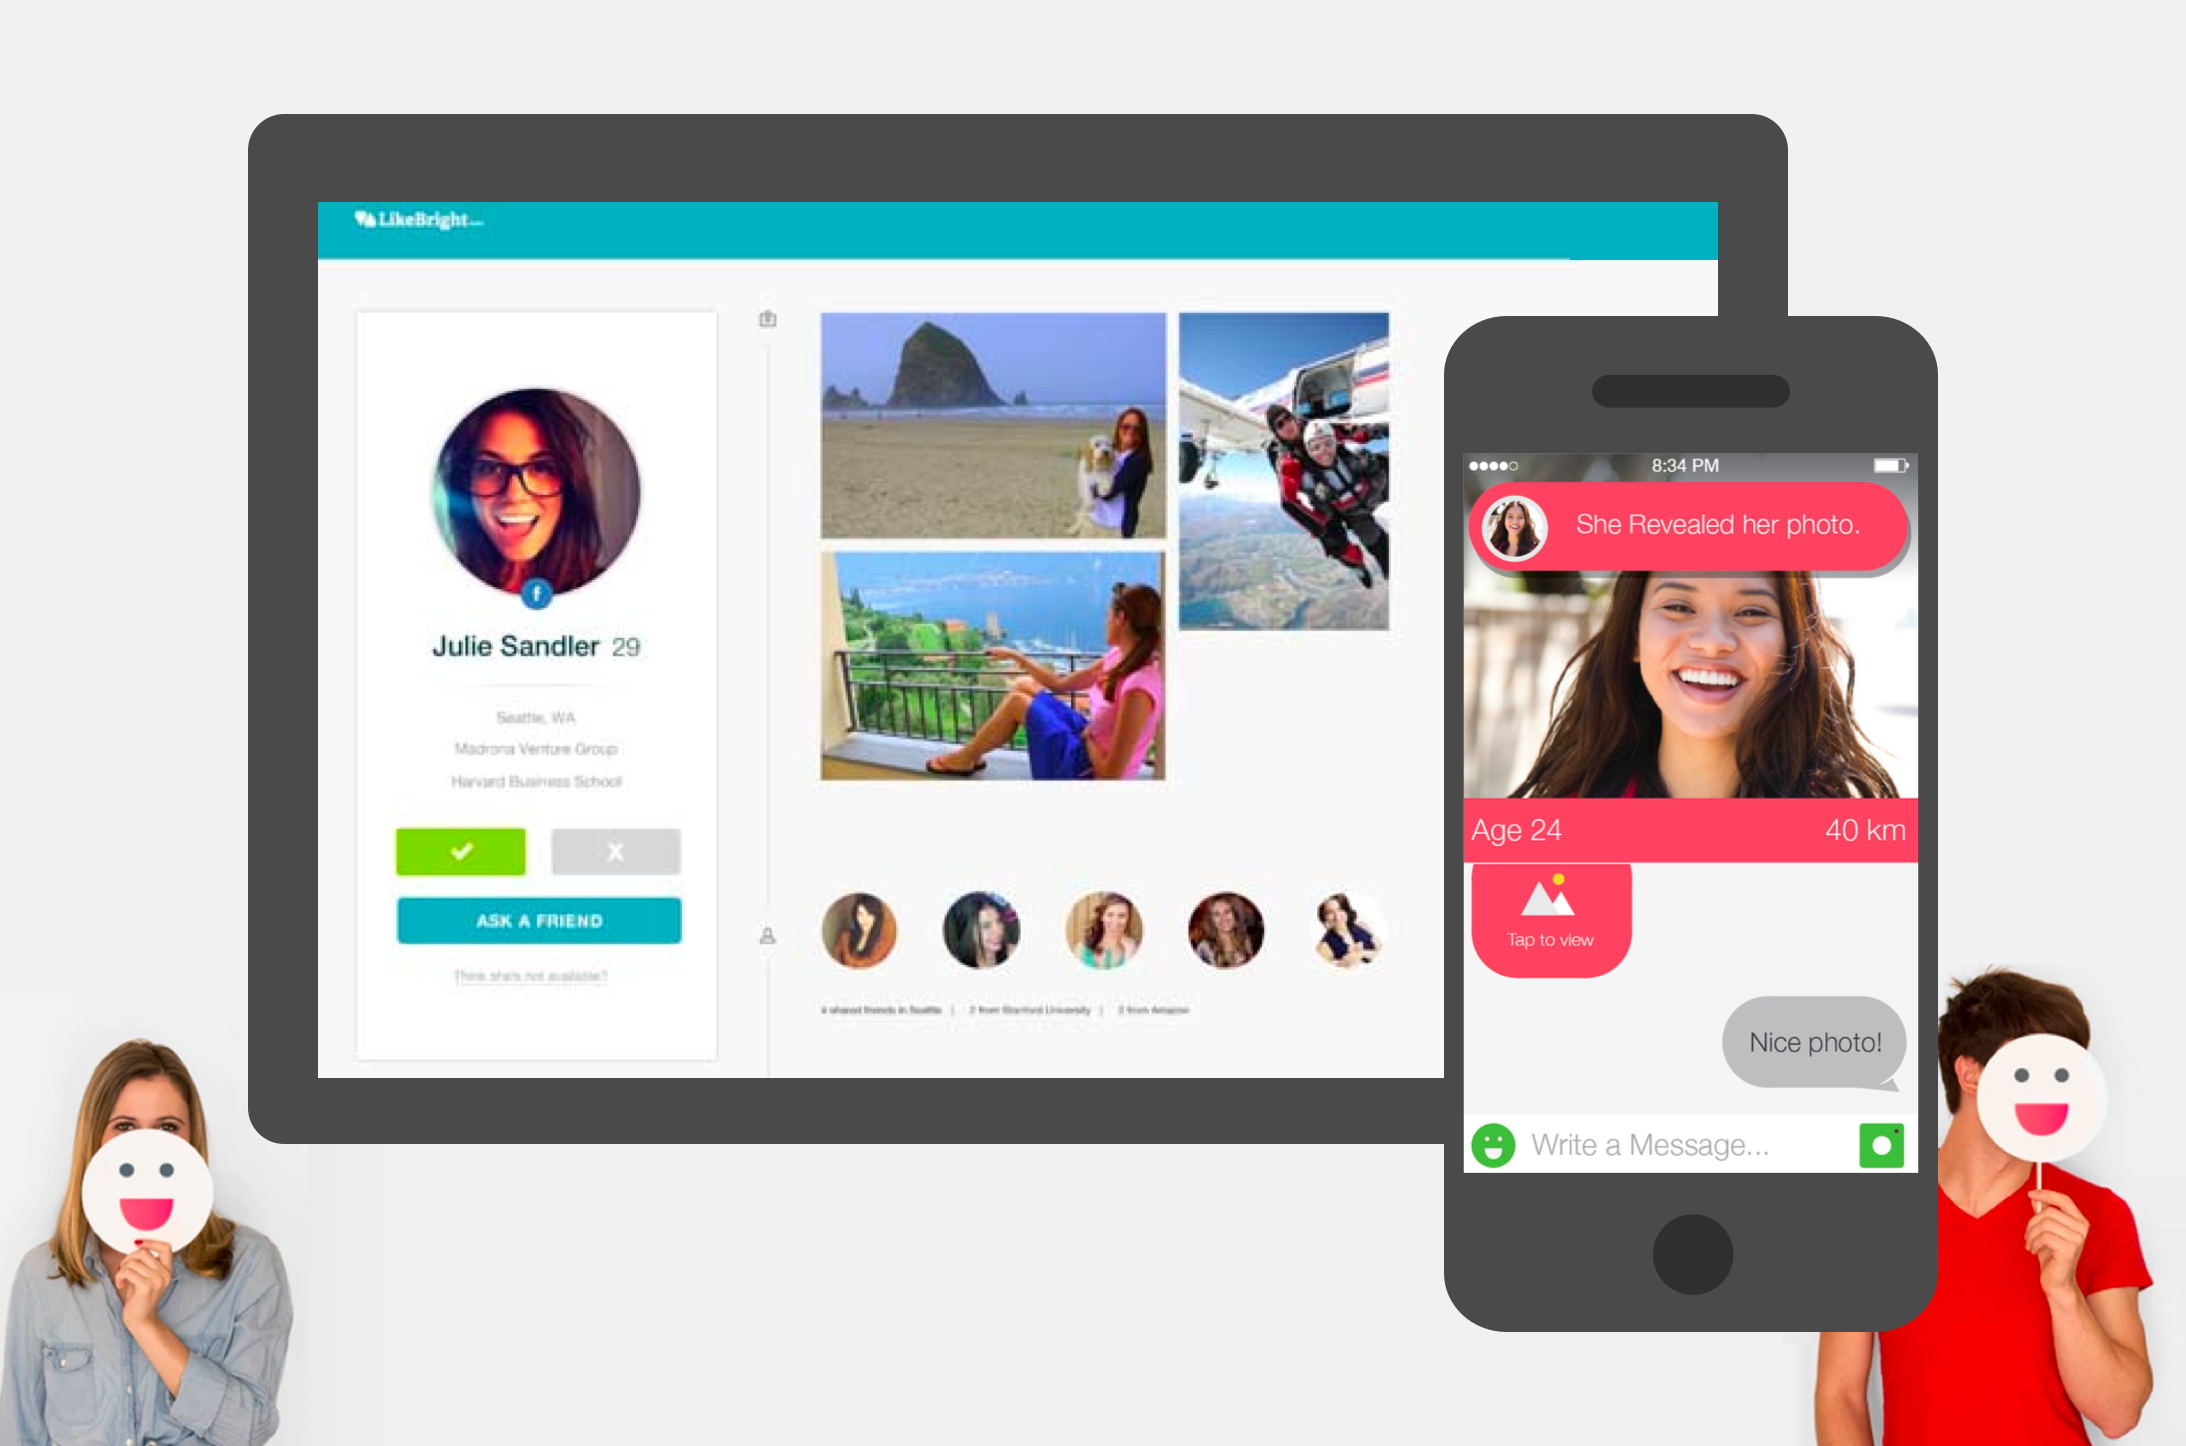 LikeBright
f
Julie Sandler 29
Seattle, WA
Madrona Venture Group
Harvard Business School
ASK A FRIEND
Think she's not available?
4 shared friends in Seattle | 2 from Stanford University | 2 from Amazon
8:34 PM
She Revealed her photo.
Age 24 40 km
Tap to view
Nice photo!
Write a Message...